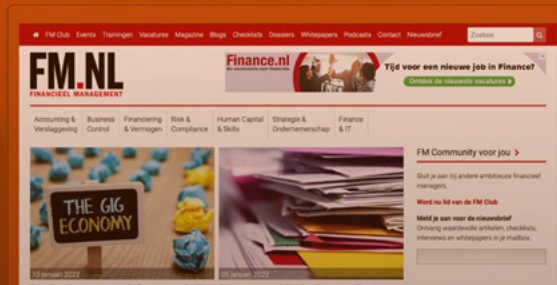 FM Club Events Trainingen Vacatures Magazine Blogs Checklists Dossiers Whitepapers Podcasts Contact Nieuwsbrief Zoeken
FM.NL
FINANCIEEL MANAGEMENT
Finance.nl
Tijd voor een nieuwe job in Finance?
Ontdek de nieuwste vacatures
Accounting & Verslaggeving
Business Control
Financiering & Vermogen
Risk & Compliance
Human Capital & Skills
Strategie & Ondernemerschap
Finance & IT
THE GIG
ECONOMY
10 januari 2022
05 januari 2022
FM Community voor jou >
Sluit je aan bij andere ambitieuze financieel
managers.
Word nu lid van de FM Club
Meld je aan voor de nieuwsbrief
Ontvang waardevolle artikelen, checklists,
interviews en whitepapers in je mailbox.